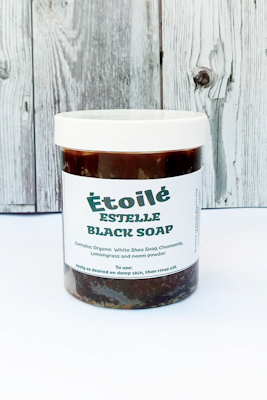 Étoilé
ESTELLE
BLACK SOAP
Contains: Organic White Shea Soap, Chamomile,
Lemongrass and neem powder.
To use:
Apply as desired on damp skin, then rinse off.